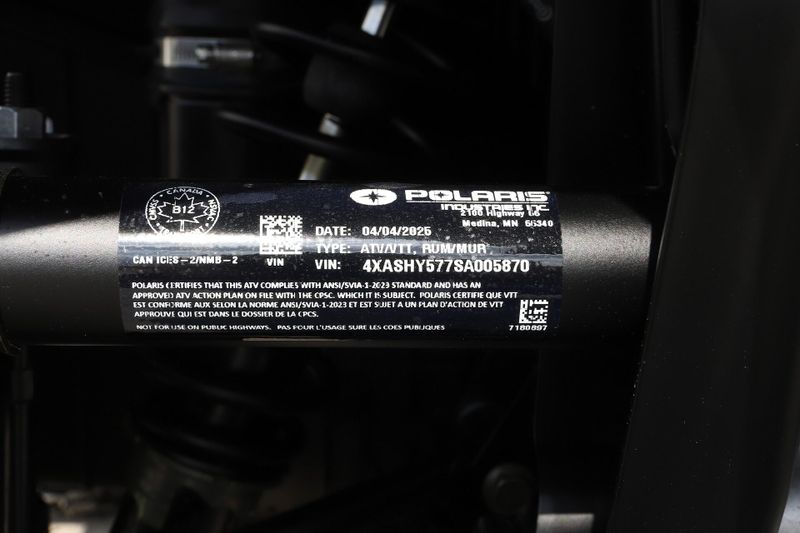 CANADA
B12
CMVSS
NSVAC
CAN ICES-2/NMB-2
VIN
POLARIS
INDUSTRIES INC.
2100 Highway 55
Medina, MN 55340
DATE: 04/04/2025
TYPE: ATV/VTT, RUM/MUR
VIN: 4XASHY577SA005870
POLARIS CERTIFIES THAT THIS ATV COMPLIES WITH ANSI/SVIA-1-2023 STANDARD AND HAS AN
APPROVED ATV ACTION PLAN ON FILE WITH THE CPSC. WHICH IT IS SUBJECT. POLARIS CERTIFIE QUE VTT
EST CONFORME AUX SELON LA NORME ANSI/SVIA-1-2023 ET EST SUJET A UN PLAN D'ACTION DE VTT
APPROUVE QUI EST DANS LE DOSSIER DE LA CPCS.
NOT FOR USE ON PUBLIC HIGHWAYS. PAS POUR L'USAGE SURE LES COES PUBLIQUES
7180897